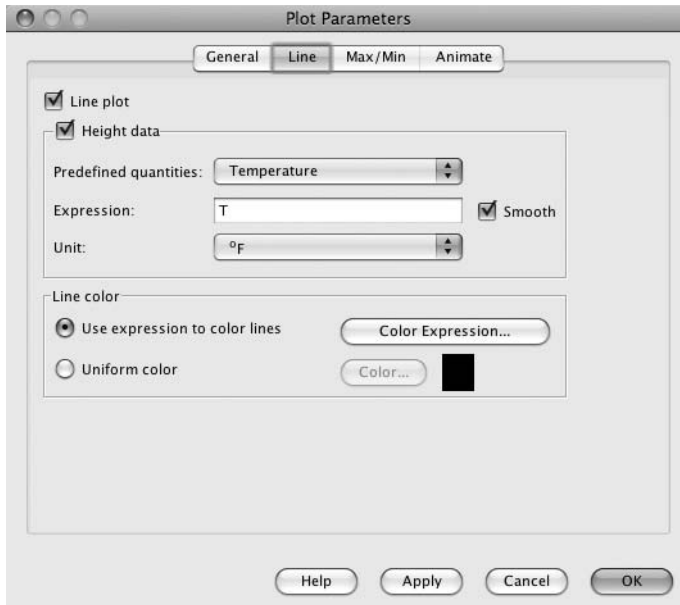 Plot Parameters
General Line Max/Min Animate
Line plot
Height data
Predefined quantities: Temperature
Expression: T Smooth
Unit: ºF
Line color
Use expression to color lines Color Expression...
Uniform color Color...
Help Apply Cancel OK